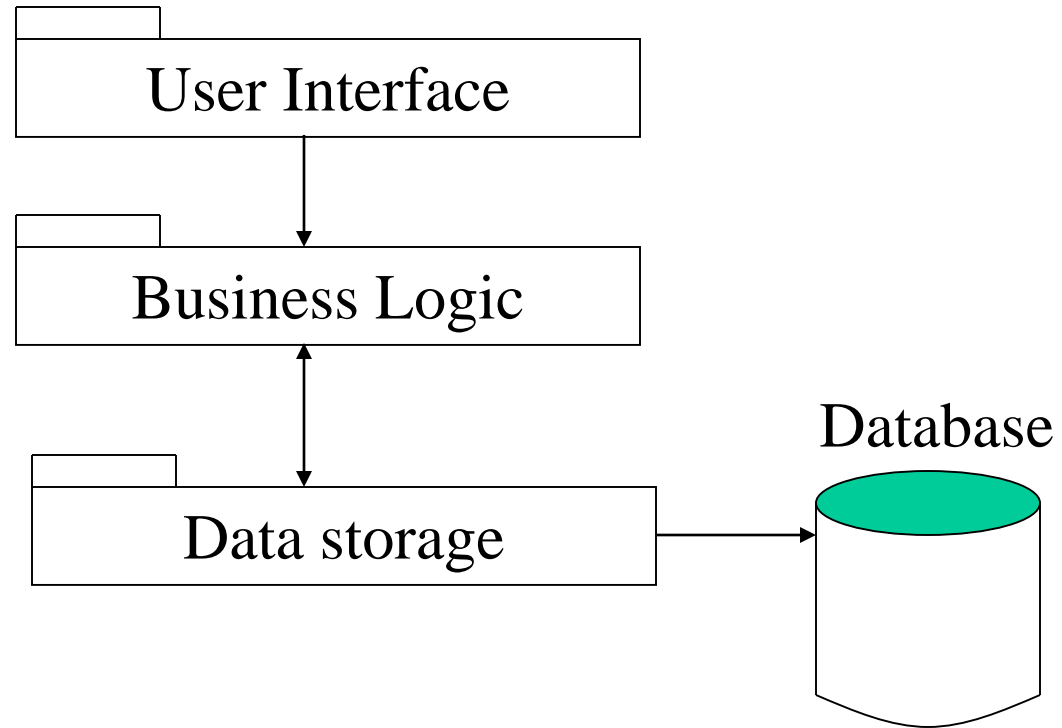 User Interface
Business Logic
Database
Data storage